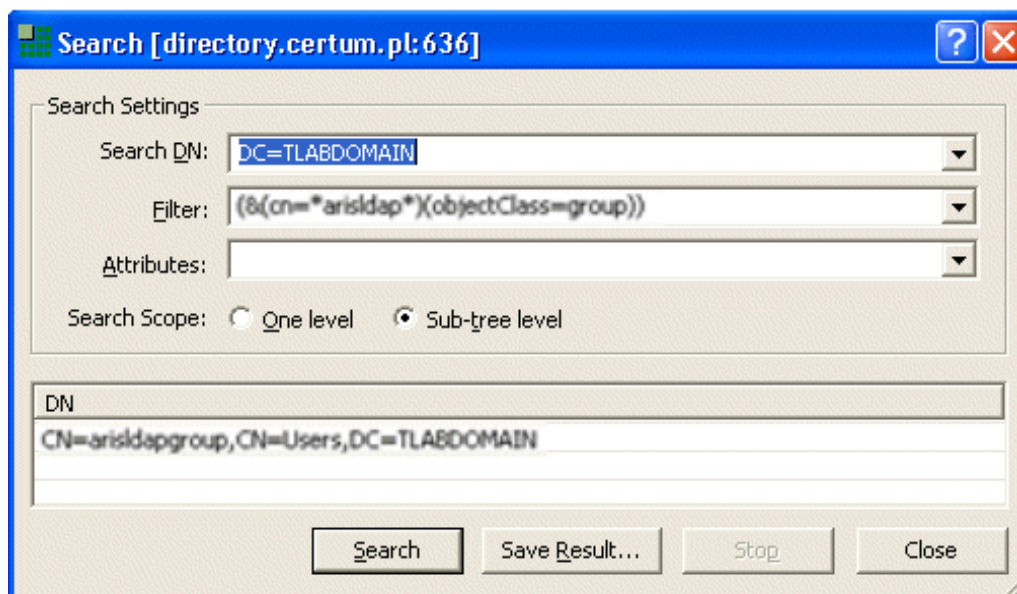 Search [directory.certum.pl:636]
Search Settings
Search DN: DC=TLABDOMAIN
Filter: (&(cn=*arisldap*)(objectClass=group))
Attributes:
Search Scope: One level Sub-tree level
DN
CN=arisldapgroup,CN=Users,DC=TLABDOMAIN
Search Save Result... Stop Close